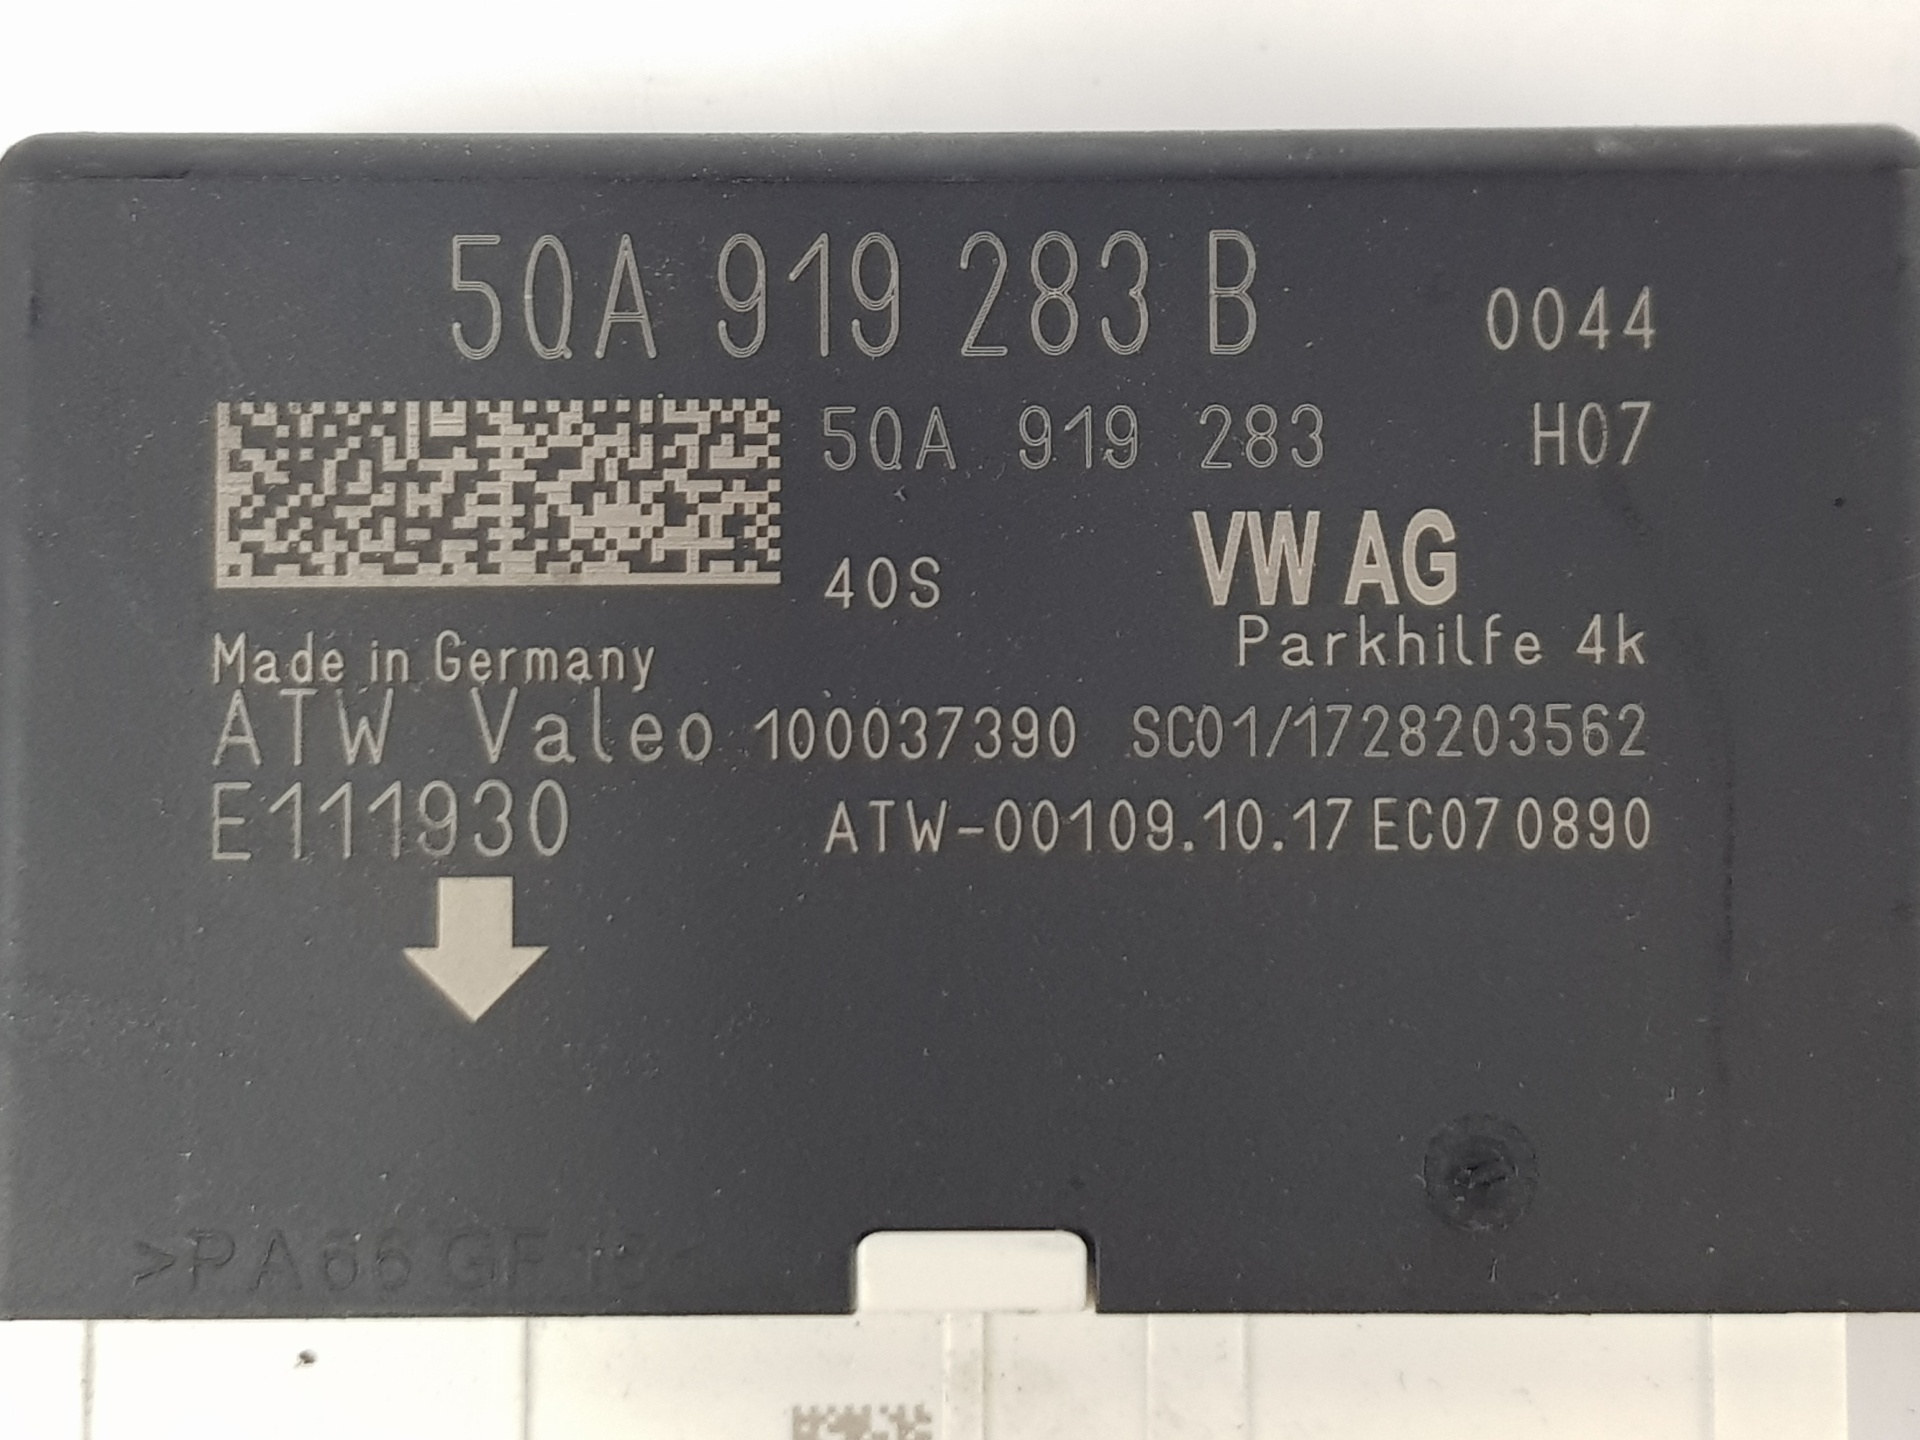 5QA 919 283 B
0044
5QA 919 283
H07
40S
VW AG
Parkhilfe 4k
Made in Germany
ATW Valeo 100037390 SC01/1728203562
E111930
ATW-00109.10.17 EC07 0890
>PA66 GF